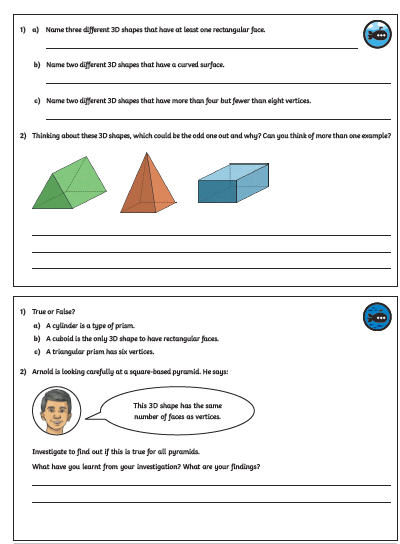 1) a) Name three different 3D shapes that have at least one rectangular face.
b) Name two different 3D shapes that have a curved surface.
c) Name two different 3D shapes that have more than four but fewer than eight vertices.
2) Thinking about these 3D shapes, which could be the odd one out and why? Can you think of more than one example?
1) True or False?
a) A cylinder is a type of prism.
b) A cuboid is the only 3D shape to have rectangular faces.
c) A triangular prism has six vertices.
2) Arnold is looking carefully at a square-based pyramid. He says:
This 3D shape has the same
number of faces as vertices.
Investigate to find out if this is true for all pyramids.
What have you learnt from your investigation? What are your findings?